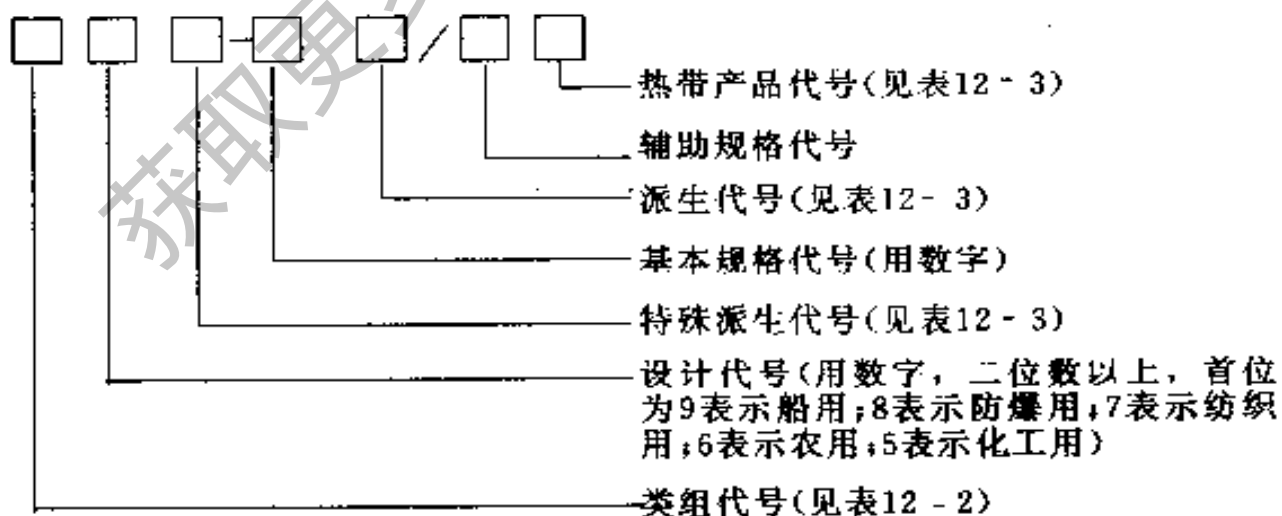 获取更
热带产品代号(见表12-3)
辅助规格代号
派生代号(见表12-3)
基本规格代号(用数字)
特殊派生代号(见表12-3)
设计代号(用数字，二位数以上，首位
为9表示船用;8表示防爆用;7表示纺织
用;6表示农用;5表示化工用)
类组代号(见表12-2)